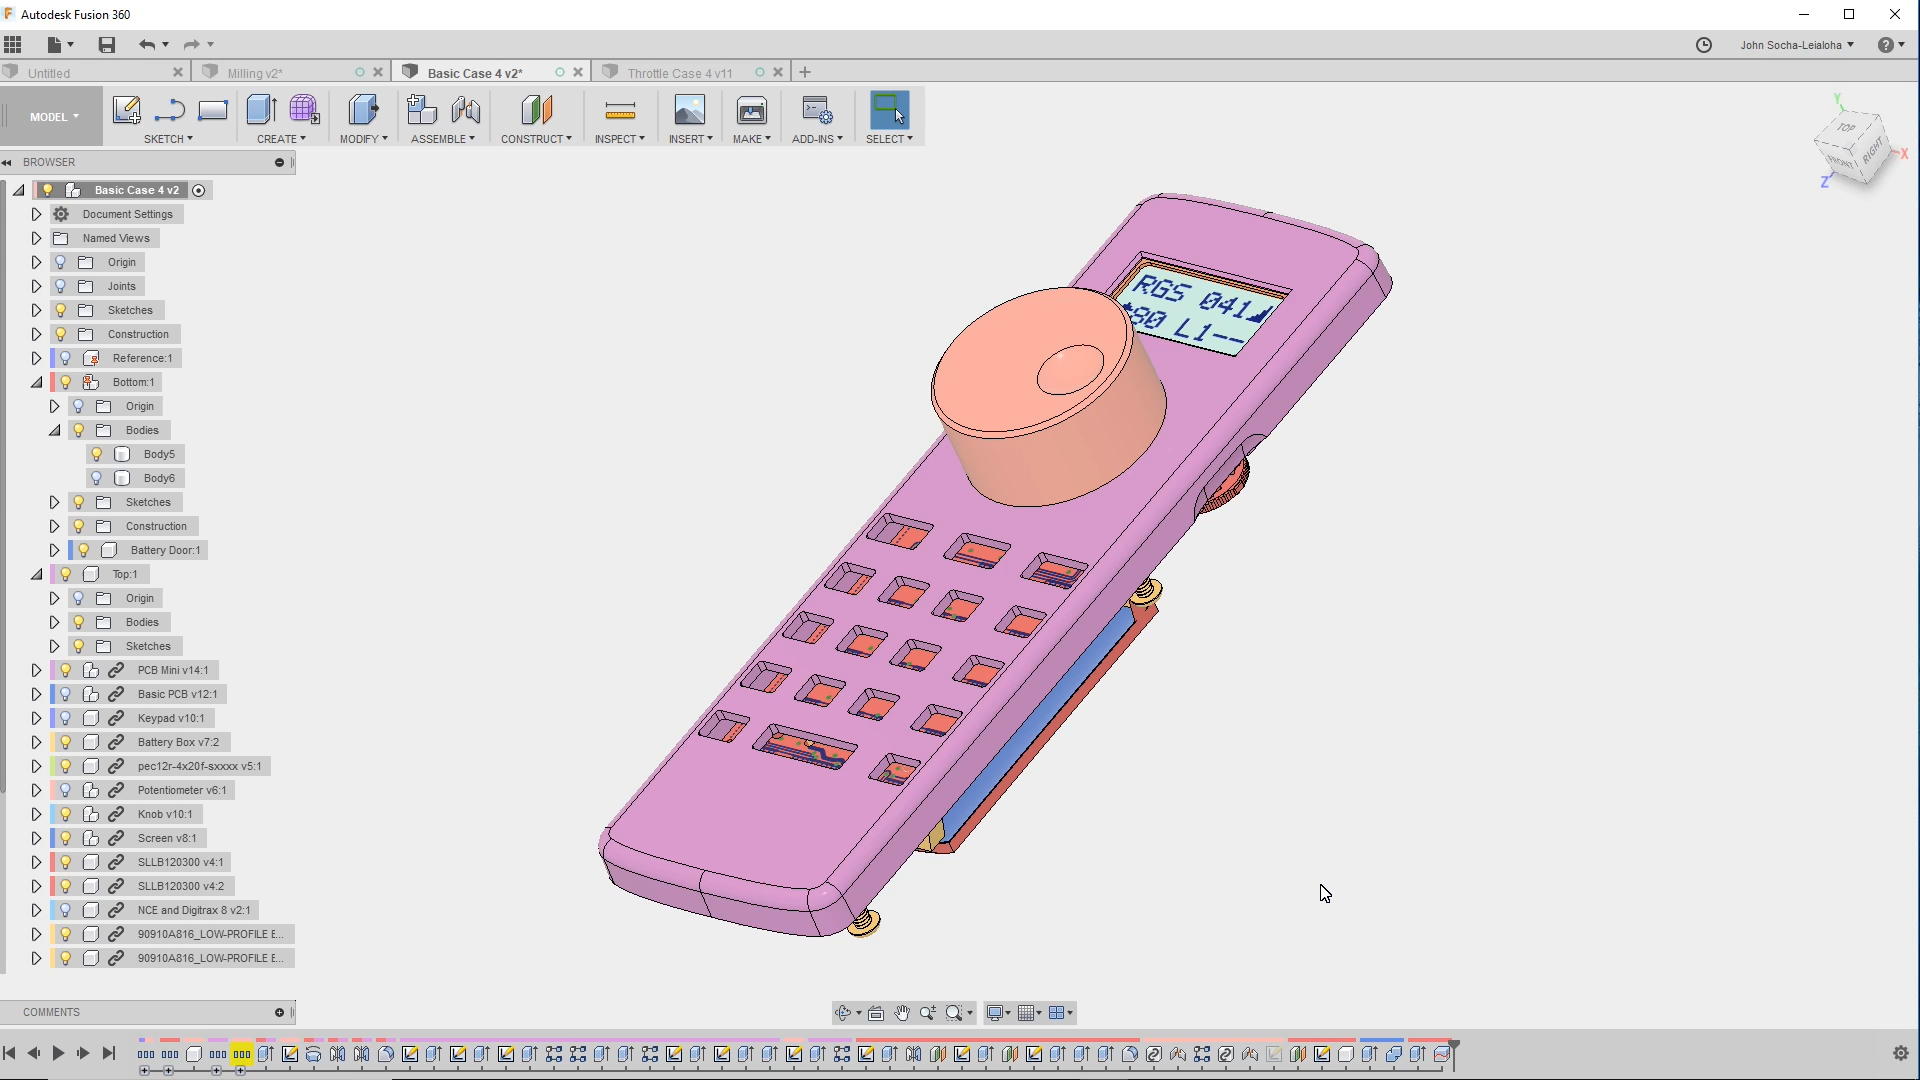 Autodesk Fusion 360
John Socha-Leialoha
Untitled
Milling v2*
Basic Case 4 v2*
Throttle Case 4 v11
MODEL
SKETCH
CREATE
MODIFY
ASSEMBLE
CONSTRUCT
INSPECT
INSERT
MAKE
ADD-INS
SELECT
Y
TOP
FRONT
RIGHT
X
Z
BROWSER
Basic Case 4 v2
Document Settings
Named Views
Origin
Joints
Sketches
Construction
Reference:1
Bottom:1
Origin
Bodies
Body5
Body6
Sketches
Construction
Battery Door:1
Top:1
Origin
Bodies
Sketches
PCB Mini v14:1
Basic PCB v12:1
Keypad v10:1
Battery Box v7:2
pec12r-4x20f-sxxxx v5:1
Potentiometer v6:1
Knob v10:1
Screen v8:1
SLLB120300 v4:1
SLLB120300 v4:2
NCE and Digitrax 8 v2:1
90910A816_LOW-PROFILE E...
90910A816_LOW-PROFILE E...
RGS 041
80 L1--
COMMENTS